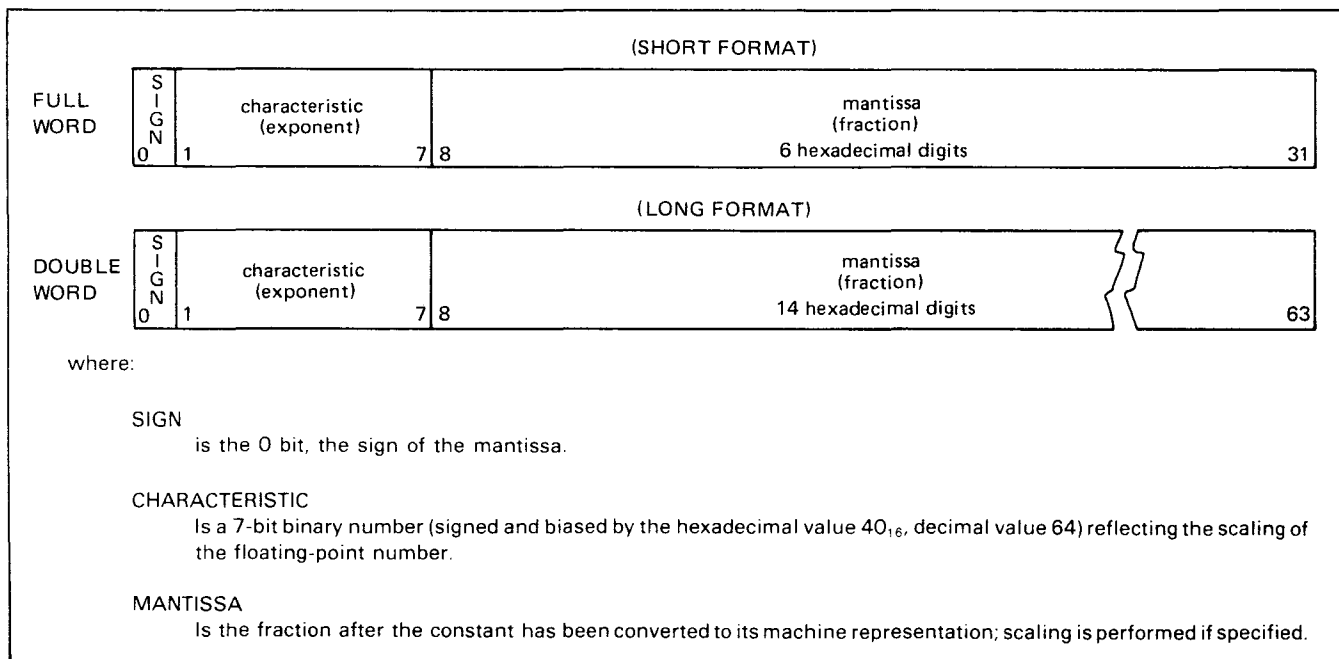 (SHORT FORMAT)
FULL WORD
SIGN
0
characteristic
(exponent)
1 7
mantissa
(fraction)
6 hexadecimal digits
8 31
(LONG FORMAT)
DOUBLE WORD
SIGN
0
characteristic
(exponent)
1 7
mantissa
(fraction)
14 hexadecimal digits
8 63
where:
SIGN
is the 0 bit, the sign of the mantissa.
CHARACTERISTIC
Is a 7-bit binary number (signed and biased by the hexadecimal value 40₁₆, decimal value 64) reflecting the scaling of
the floating-point number.
MANTISSA
Is the fraction after the constant has been converted to its machine representation; scaling is performed if specified.